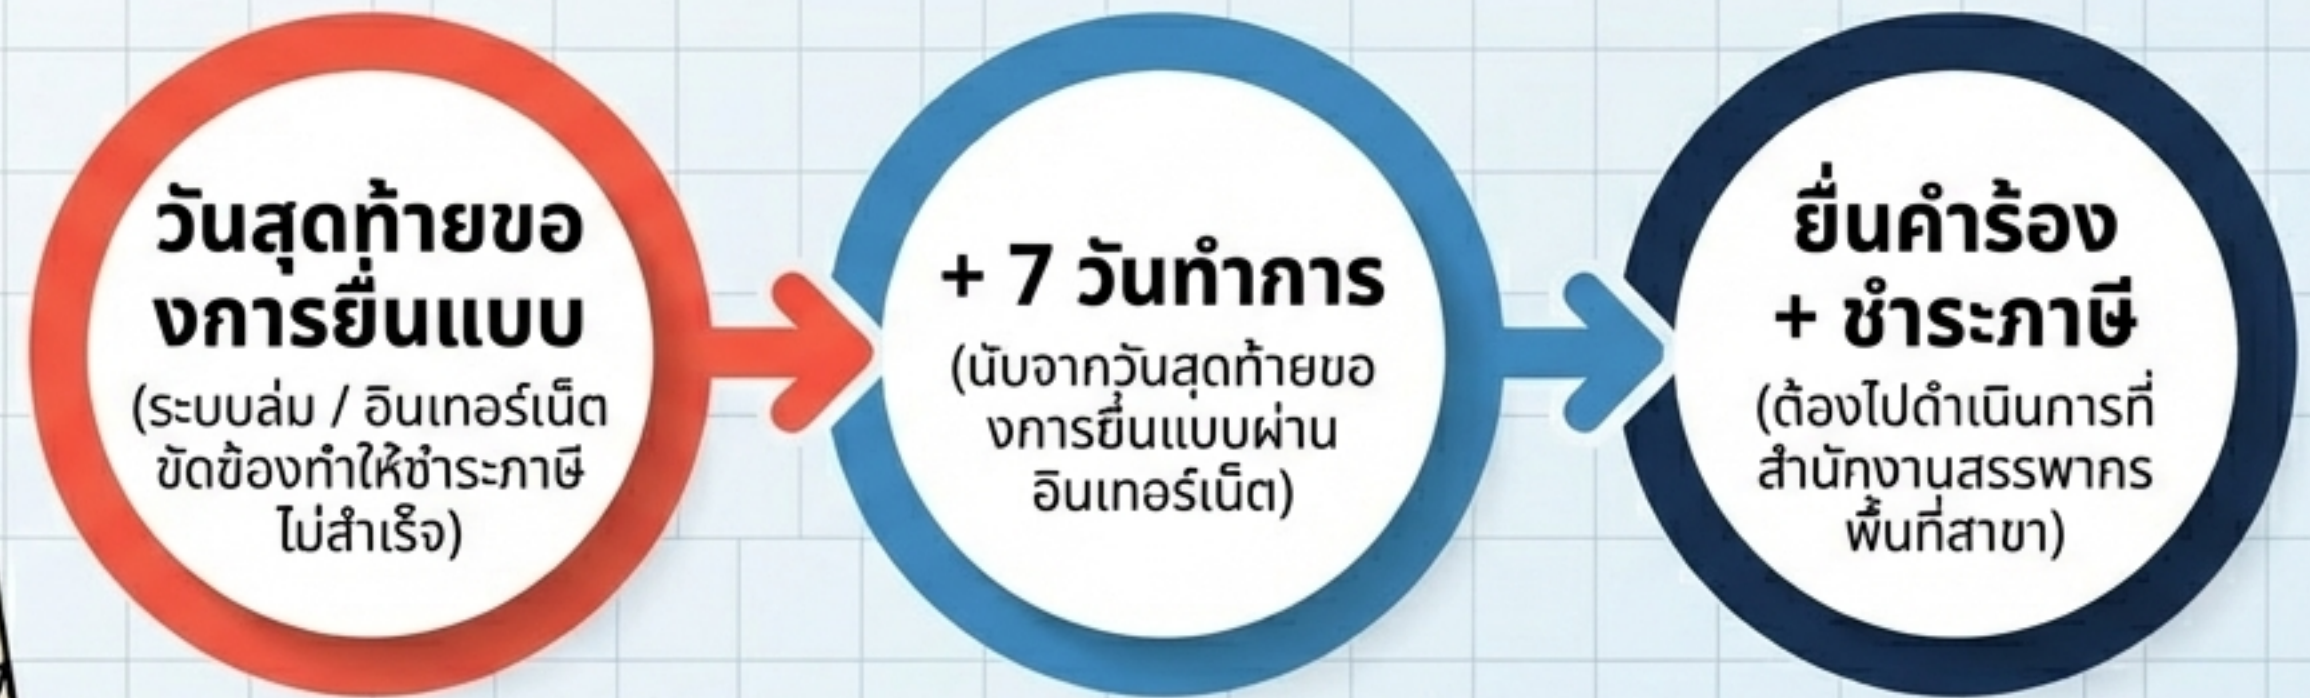 วันสุดท้ายขอ
งการยื่นแบบ
(ระบบล่ม / อินเทอร์เน็ต
ขัดข้องทำให้ชำระภาษี
ไม่สำเร็จ)
+ 7 วันทำการ
(นับจากวันสุดท้ายขอ
งการยื่นแบบผ่าน
อินเทอร์เน็ต)
ยื่นคำร้อง
+ ชำระภาษี
(ต้องไปดำเนินการที่
สำนักงานสรรพากร
พื้นที่สาขา)